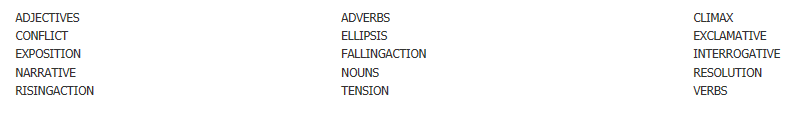 ADJECTIVES ADVERBS CLIMAX
CONFLICT ELLIPSIS EXCLAMATIVE
EXPOSITION FALLINGACTION INTERROGATIVE
NARRATIVE NOUNS RESOLUTION
RISINGACTION TENSION VERBS